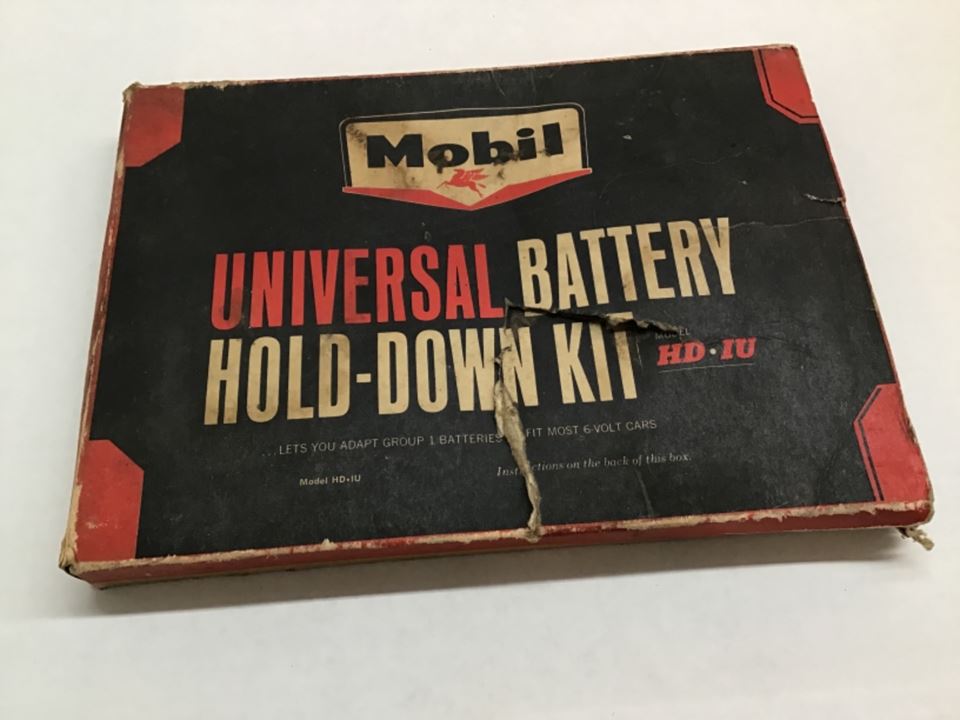 Mobil
UNIVERSAL BATTERY
HOLD-DOWN KIT
MODEL
HD•IU
...LETS YOU ADAPT GROUP 1 BATTERIES FIT MOST 6-VOLT CARS
Model HD•IU
Instructions on the back of this box.